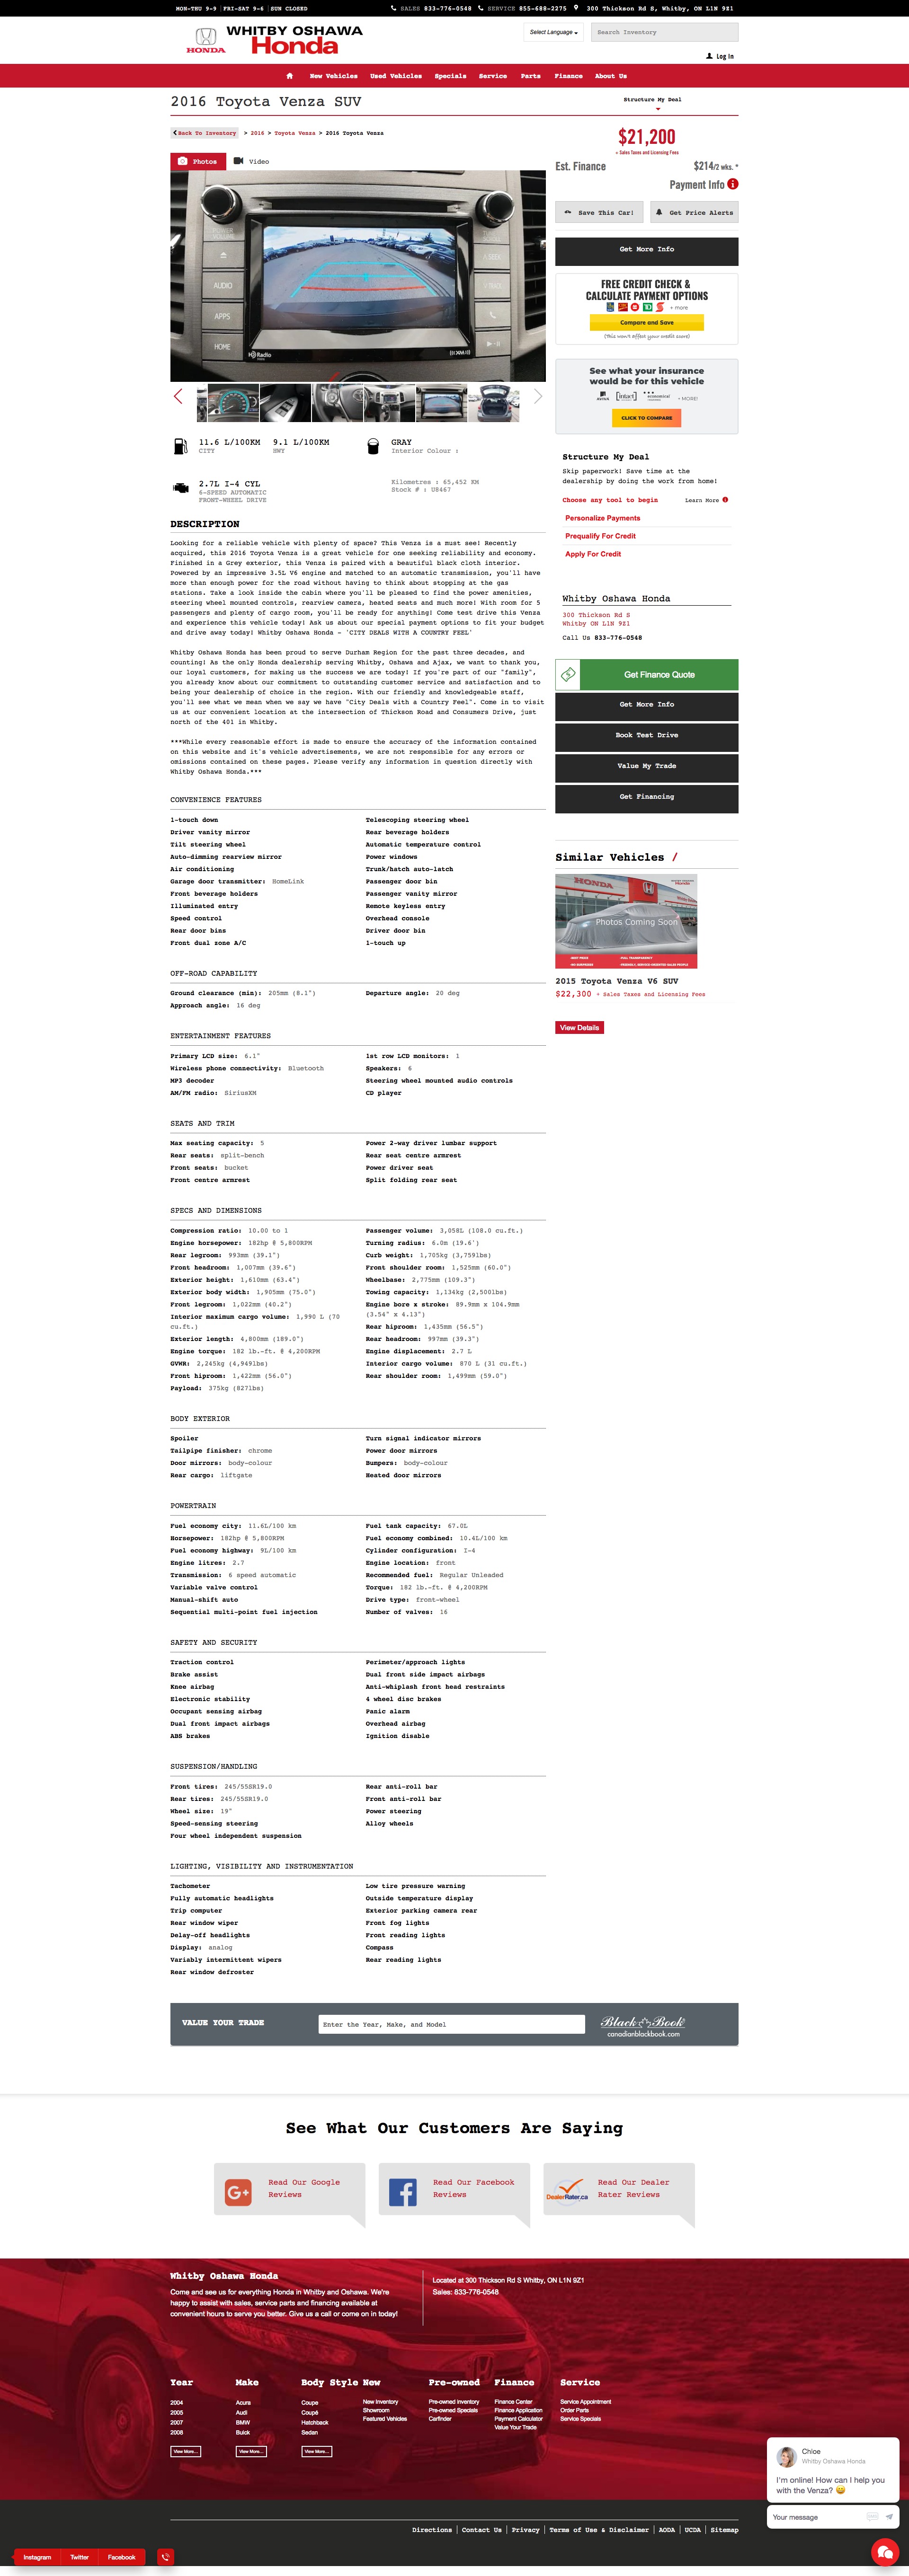 MON-THU 9-9 | FRI-SAT 9-6 | SUN CLOSED
SALES 833-776-0548 SERVICE 855-688-2275 300 Thickson Rd S, Whitby, ON L1N 9Z1
HONDA
WHITBY OSHAWA
Honda
Select Language
Search Inventory
Log In
New Vehicles Used Vehicles Specials Service Parts Finance About Us
2016 Toyota Venza SUV
Structure My Deal
Back To Inventory > 2016 > Toyota Venza > 2016 Toyota Venza
$21,200
+ Sales Taxes and Licensing Fees
Est. Finance $214/2 wks. *
Payment Info
Photos Video
AUDIO
APPS
HOME
HD Radio
Save This Car! Get Price Alerts
Get More Info
FREE CREDIT CHECK &
CALCULATE PAYMENT OPTIONS
+ more
Compare and Save
(This won't affect your credit score)
See what your insurance
would be for this vehicle
intact
+ MORE!
CLICK TO COMPARE
11.6 L/100KM
CITY
9.1 L/100KM
HWY
GRAY
Interior Colour :
2.7L I-4 CYL
6-SPEED AUTOMATIC
FRONT-WHEEL DRIVE
Kilometres : 65,452 KM
Stock # : U8467
Structure My Deal
Skip paperwork! Save time at the
dealership by doing the work from home!
Choose any tool to begin Learn More
Personalize Payments
Prequalify For Credit
Apply For Credit
Whitby Oshawa Honda
300 Thickson Rd S
Whitby ON L1N 9Z1
Call Us 833-776-0548
Get Finance Quote
Get More Info
Book Test Drive
Value My Trade
Get Financing
DESCRIPTION
Looking for a reliable vehicle with plenty of space? This Venza is a must see! Recently
acquired, this 2016 Toyota Venza is a great vehicle for one seeking reliability and economy.
Finished in a Grey exterior, this Venza is paired with a beautiful black cloth interior.
Powered by an impressive 3.5L V6 engine and matched to an automatic transmission, you'll have
more than enough power for the road without having to think about stopping at the gas
stations. Take a look inside the cabin where you'll be pleased to find the power amenities,
steering wheel mounted controls, rearview camera, heated seats and much more! With room for 5
passengers and plenty of cargo room, you'll be ready for anything! Come test drive this Venza
and experience this vehicle today! Ask us about our special payment options to fit your budget
and drive away today! Whitby Oshawa Honda - 'CITY DEALS WITH A COUNTRY FEEL'
Whitby Oshawa Honda has been proud to serve Durham Region for the past three decades, and
counting! As the only Honda dealership serving Whitby, Oshawa and Ajax, we want to thank you,
our loyal customers, for making us the success we are today! If you're part of our "family",
you already know about our commitment to outstanding customer service and satisfaction and to
being your dealership of choice in the region. With our friendly and knowledgeable staff,
you'll see what we mean when we say we have "City Deals with a Country Feel". Come in to visit
us at our convenient location at the intersection of Thickson Road and Consumers Drive, just
north of the 401 in Whitby.
***While every reasonable effort is made to ensure the accuracy of the information contained
on this website and it's vehicle advertisements, we are not responsible for any errors or
omissions contained on these pages. Please verify any information in question directly with
Whitby Oshawa Honda.***
CONVENIENCE FEATURES
1-touch down Telescoping steering wheel
Driver vanity mirror Rear beverage holders
Tilt steering wheel Automatic temperature control
Auto-dimming rearview mirror Power windows
Air conditioning Trunk/hatch auto-latch
Garage door transmitter: HomeLink Passenger door bin
Front beverage holders Passenger vanity mirror
Illuminated entry Remote keyless entry
Speed control Overhead console
Rear door bins Driver door bin
Front dual zone A/C 1-touch up
OFF-ROAD CAPABILITY
Ground clearance (min): 205mm (8.1") Departure angle: 20 deg
Approach angle: 16 deg
ENTERTAINMENT FEATURES
Primary LCD size: 6.1" 1st row LCD monitors: 1
Wireless phone connectivity: Bluetooth Speakers: 6
MP3 decoder Steering wheel mounted audio controls
AM/FM radio: SiriusXM CD player
SEATS AND TRIM
Max seating capacity: 5 Power 2-way driver lumbar support
Rear seats: split-bench Rear seat centre armrest
Front seats: bucket Power driver seat
Front centre armrest Split folding rear seat
SPECS AND DIMENSIONS
Compression ratio: 10.00 to 1 Passenger volume: 3,058L (108.0 cu.ft.)
Engine horsepower: 182hp @ 5,800RPM Turning radius: 6.0m (19.6')
Rear legroom: 993mm (39.1") Curb weight: 1,705kg (3,759lbs)
Front headroom: 1,007mm (39.6") Front shoulder room: 1,525mm (60.0")
Exterior height: 1,610mm (63.4") Wheelbase: 2,775mm (109.3")
Exterior body width: 1,905mm (75.0") Towing capacity: 1,134kg (2,500lbs)
Front legroom: 1,022mm (40.2") Engine bore x stroke: 89.9mm x 104.9mm
(3.54" x 4.13")
Interior maximum cargo volume: 1,990 L (70
cu.ft.) Rear hiproom: 1,435mm (56.5")
Exterior length: 4,800mm (189.0") Rear headroom: 997mm (39.3")
Engine torque: 182 lb.-ft. @ 4,200RPM Engine displacement: 2.7 L
GVWR: 2,245kg (4,949lbs) Interior cargo volume: 870 L (31 cu.ft.)
Front hiproom: 1,422mm (56.0") Rear shoulder room: 1,499mm (59.0")
Payload: 375kg (827lbs)
BODY EXTERIOR
Spoiler Turn signal indicator mirrors
Tailpipe finisher: chrome Power door mirrors
Door mirrors: body-colour Bumpers: body-colour
Rear cargo: liftgate Heated door mirrors
POWERTRAIN
Fuel economy city: 11.6L/100 km Fuel tank capacity: 67.0L
Horsepower: 182hp @ 5,800RPM Fuel economy combined: 10.4L/100 km
Fuel economy highway: 9L/100 km Cylinder configuration: I-4
Engine litres: 2.7 Engine location: front
Transmission: 6 speed automatic Recommended fuel: Regular Unleaded
Variable valve control Torque: 182 lb.-ft. @ 4,200RPM
Manual-shift auto Drive type: front-wheel
Sequential multi-point fuel injection Number of valves: 16
SAFETY AND SECURITY
Traction control Perimeter/approach lights
Brake assist Dual front side impact airbags
Knee airbag Anti-whiplash front head restraints
Electronic stability 4 wheel disc brakes
Occupant sensing airbag Panic alarm
Dual front impact airbags Overhead airbag
ABS brakes Ignition disable
SUSPENSION/HANDLING
Front tires: 245/55SR19.0 Rear anti-roll bar
Rear tires: 245/55SR19.0 Front anti-roll bar
Wheel size: 19" Power steering
Speed-sensing steering Alloy wheels
Four wheel independent suspension
LIGHTING, VISIBILITY AND INSTRUMENTATION
Tachometer Low tire pressure warning
Fully automatic headlights Outside temperature display
Trip computer Exterior parking camera rear
Rear window wiper Front fog lights
Delay-off headlights Front reading lights
Display: analog Compass
Variably intermittent wipers Rear reading lights
Rear window defroster
Similar Vehicles /
HONDA
Photos Coming Soon
2015 Toyota Venza V6 SUV
$22,300 + Sales Taxes and Licensing Fees
View Details
VALUE YOUR TRADE
Enter the Year, Make, and Model
Black Book
canadianblackbook.com
See What Our Customers Are Saying
Read Our Google
Reviews
Read Our Facebook
Reviews
DealerRater.ca
Read Our Dealer
Rater Reviews
Whitby Oshawa Honda
Come and see us for everything Honda in Whitby and Oshawa. We're
happy to assist with sales, service parts and financing available at
convenient hours to serve you better. Give us a call or come on in today!
Located at 300 Thickson Rd S Whitby, ON L1N 9Z1
Sales: 833-776-0548
Year Make Body Style New Pre-owned Finance Service
2004 Acura Coupe New Inventory Pre-owned Inventory Finance Center Service Appointment
2005 Audi Coupé Showroom Pre-owned Specials Finance Application Order Parts
2007 BMW Hatchback Featured Vehicles Carfinder Payment Calculator Service Specials
2008 Buick Sedan Value Your Trade
View More... View More... View More...
Chloe
Whitby Oshawa Honda
I'm online! How can I help you
with the Venza? 😀
Your message
Directions | Contact Us | Privacy | Terms of Use & Disclaimer | AODA | UCDA | Sitemap
Instagram Twitter Facebook